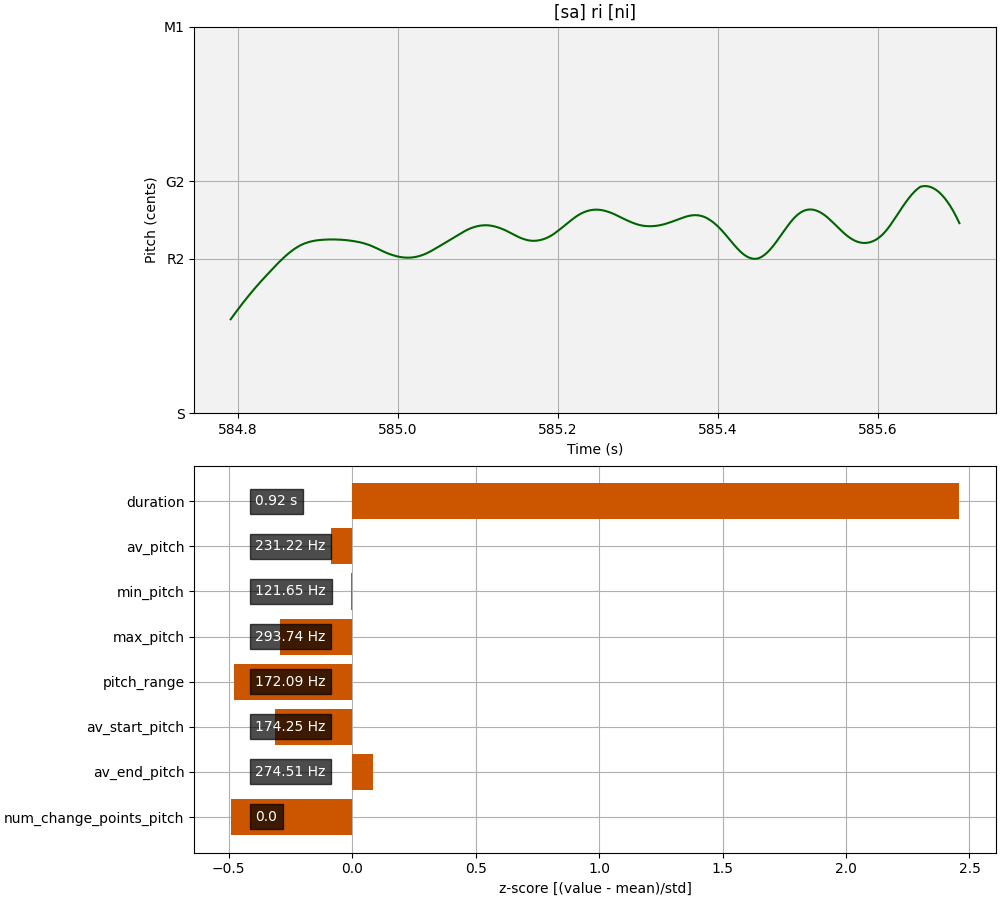 [sa] ri [ni]
M1
G2
R2
S
Pitch (cents)
584.8 585.0 585.2 585.4 585.6
Time (s)
duration 0.92 s
av_pitch 231.22 Hz
min_pitch 121.65 Hz
max_pitch 293.74 Hz
pitch_range 172.09 Hz
av_start_pitch 174.25 Hz
av_end_pitch 274.51 Hz
num_change_points_pitch 0.0
−0.5 0.0 0.5 1.0 1.5 2.0 2.5
z-score [(value - mean)/std]